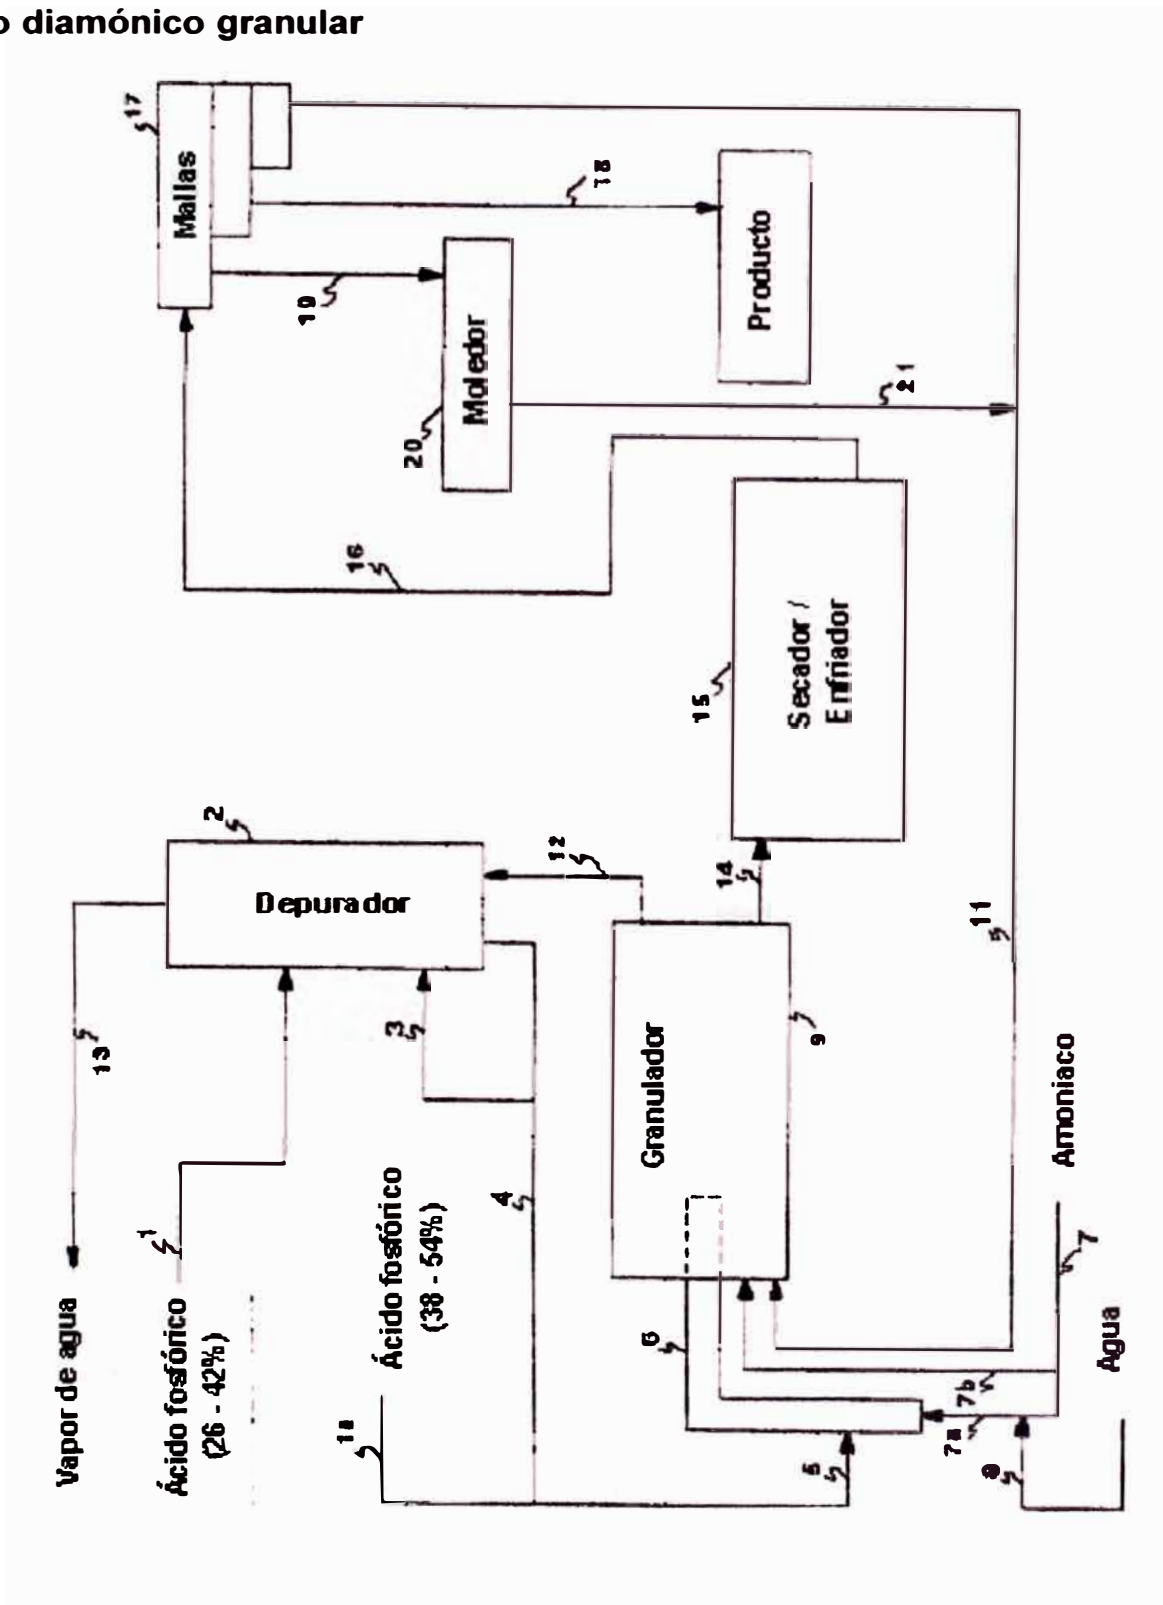 o diamónico granular
Vapor de agua
13
Ácido fosfórico
(26 - 42%)
1
Depurador
2
Ácido fosfórico
(38 - 54%)
1a
3
4
12
5
6
Granulador
9
14
Secador /
Enfriador
15
16
Mallas
17
18
19
Moledor
20
Producto
21
11
Amoniaco
7
7a
7b
Agua